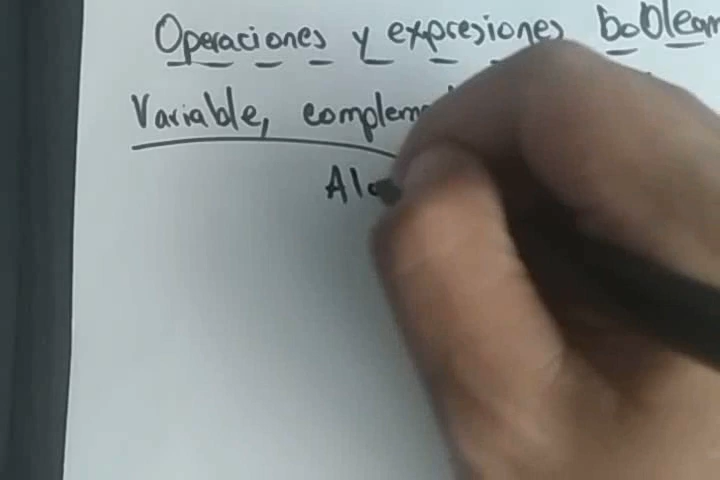 Operaciones y expresiones boolean
Variable, complem
Al